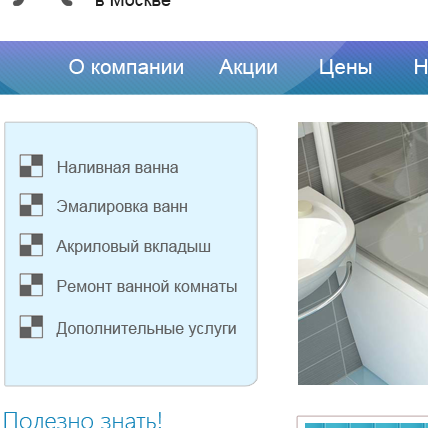 в Москве
О компании Акции Цены Н
Наливная ванна
Эмалировка ванн
Акриловый вкладыш
Ремонт ванной комнаты
Дополнительные услуги
Полезно знать!